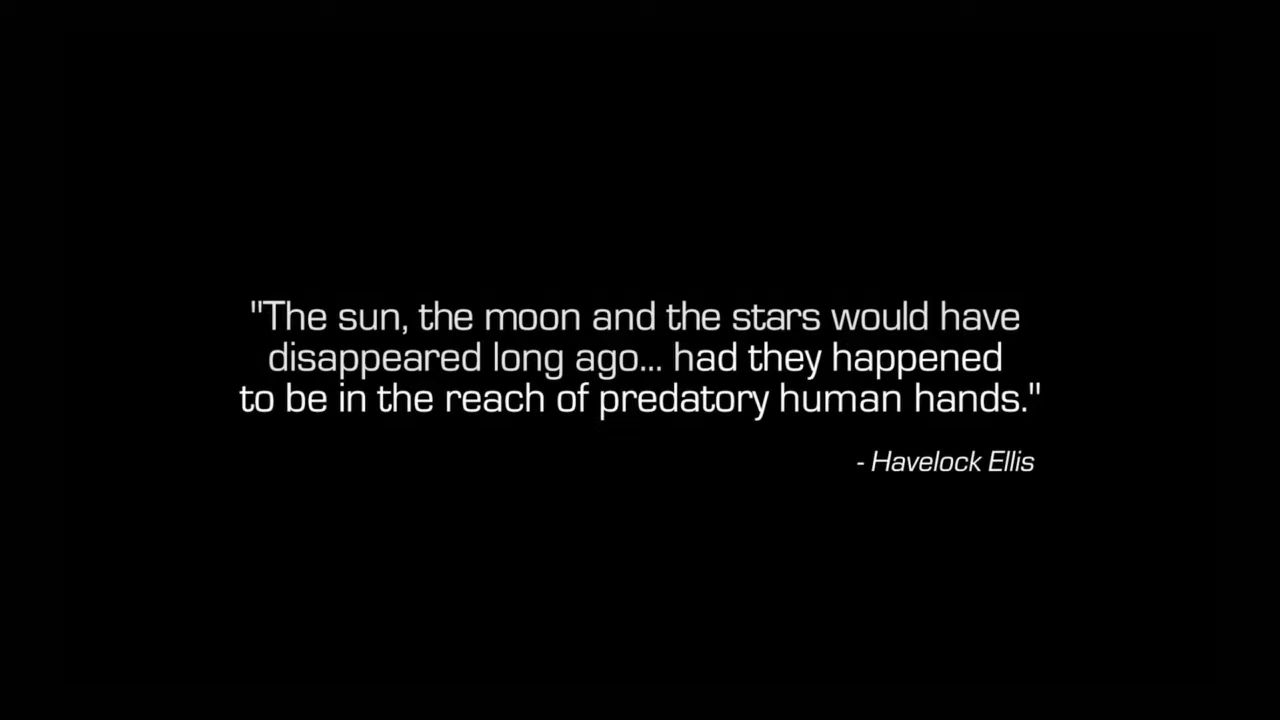 "The sun, the moon and the stars would have
disappeared long ago... had they happened
to be in the reach of predatory human hands."
- Havelock Ellis